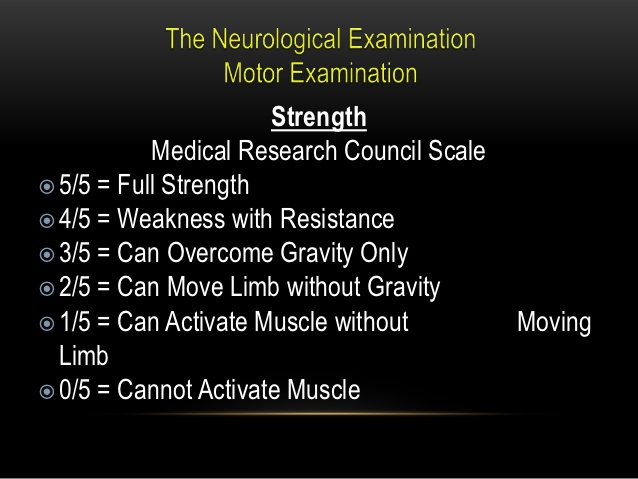 The Neurological Examination
Motor Examination
Strength
Medical Research Council Scale
5/5 = Full Strength
4/5 = Weakness with Resistance
3/5 = Can Overcome Gravity Only
2/5 = Can Move Limb without Gravity
1/5 = Can Activate Muscle without Moving
Limb
0/5 = Cannot Activate Muscle